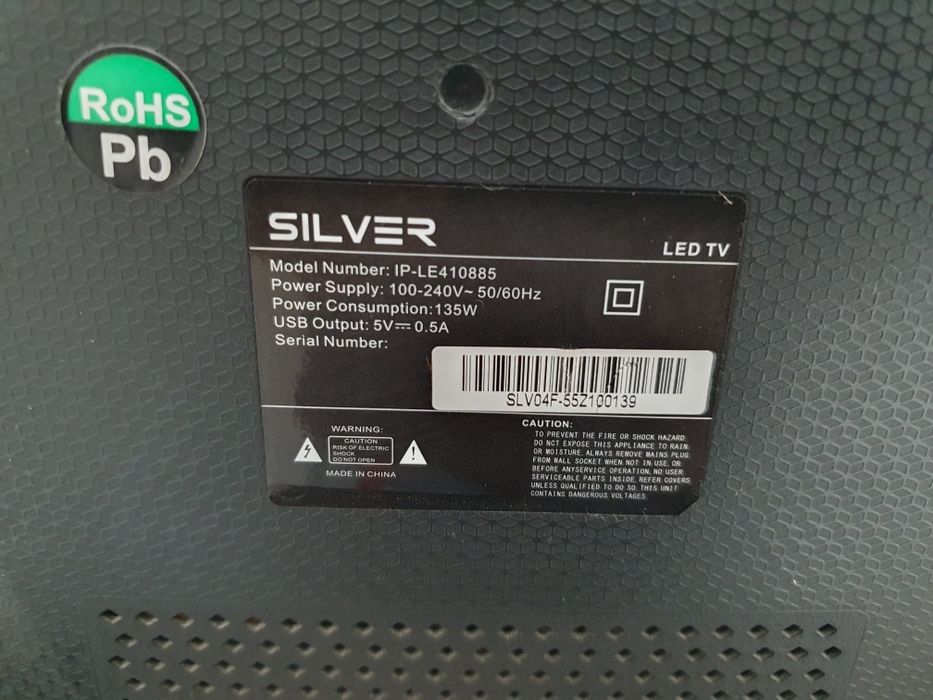 RoHS
Pb
SILVER
LED TV
Model Number: IP-LE410885
Power Supply: 100-240V~ 50/60Hz
Power Consumption:135W
USB Output: 5V⎓0.5A
Serial Number:
SLV04F-55Z100139
WARNING:
CAUTION
RISK OF ELECTRIC
SHOCK
DO NOT OPEN
MADE IN CHINA
CAUTION:
TO PREVENT THE FIRE OR SHOCK HAZARD
DO NOT EXPOSE THIS APPLIANCE TO RAIN
OR MOISTURE. ALWAYS REMOVE MAINS PLUG
FROM WALL SOCKET WHEN NOT IN USE, OR
BEFORE ANYSERVICE OPERATION, NO USER
SERVICEABLE PARTS INSIDE, REFER COVERS
UNLESS QUALIFIED TO DO SO. THIS UNIT
CONTAINS DANGEROUS VOLTAGES